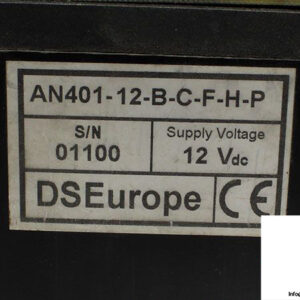 AN401-12-B-C-F-H-P
S/N
01100
Supply Voltage
12 Vdc
DSEurope CE